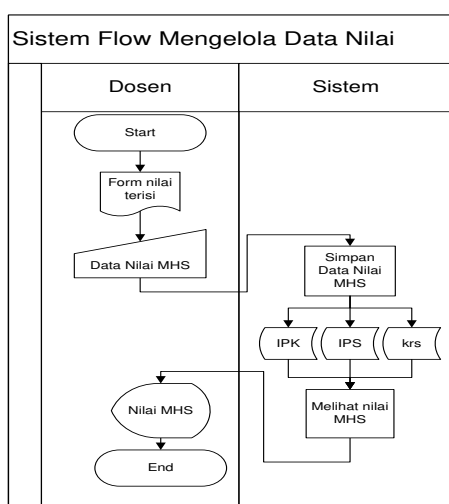 Sistem Flow Mengelola Data Nilai
Dosen
Sistem
Start
Form nilai
terisi
Data Nilai MHS
Simpan
Data Nilai
MHS
IPK
IPS
krs
Melihat nilai
MHS
Nilai MHS
End